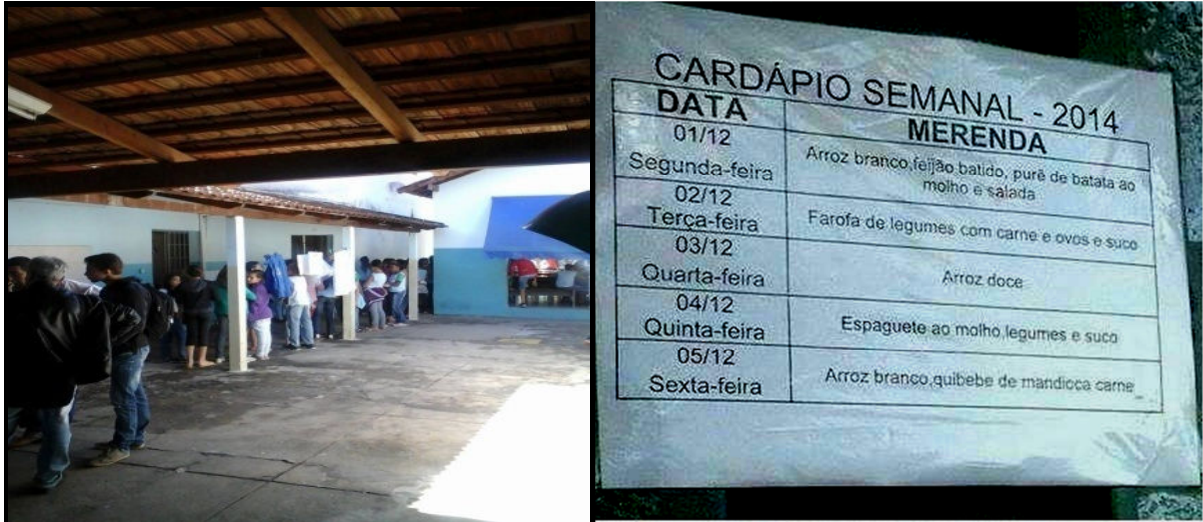 CARDÁPIO SEMANAL - 2014
DATA
MERENDA
01/12
Segunda-feira
Arroz branco,feijão batido, purê de batata ao
molho e salada
02/12
Terça-feira
Farofa de legumes com carne e ovos e suco
03/12
Quarta-feira
Arroz doce
04/12
Quinta-feira
Espaguete ao molho,legumes e suco
05/12
Sexta-feira
Arroz branco,quibebe de mandioca carne